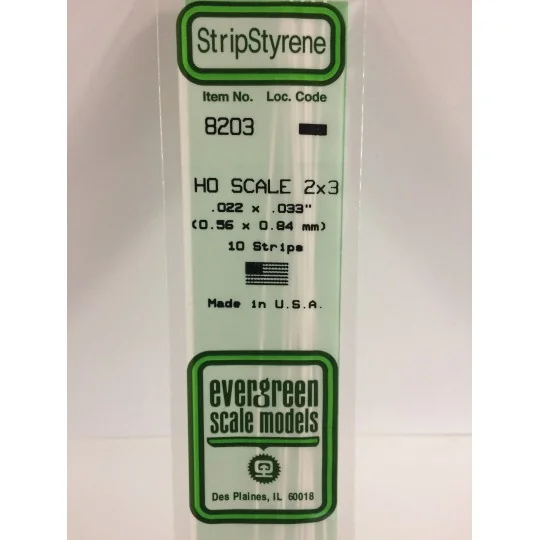 StripStyrene
Item No. Loc. Code
8203
HO SCALE 2x3
.022 x .033"
(0.56 x 0.84 mm)
10 Strips
Made in U.S.A.
evergreen
scale models
Des Plaines, IL 60018